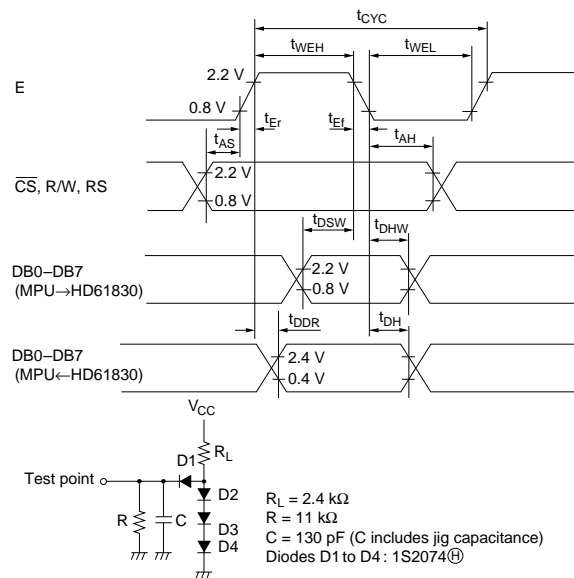 tCYC
tWEH tWEL
E
2.2 V
0.8 V
tEr tEf
tAS tAH
CS, R/W, RS
2.2 V
0.8 V
tDSW tDHW
DB0–DB7
(MPU→HD61830)
2.2 V
0.8 V
tDDR tDH
DB0–DB7
(MPU←HD61830)
2.4 V
0.4 V
VCC
RL
D1
Test point
D2
R C
D3
D4
RL = 2.4 kΩ
R = 11 kΩ
C = 130 pF (C includes jig capacitance)
Diodes D1 to D4 : 1S2074Ⓗ